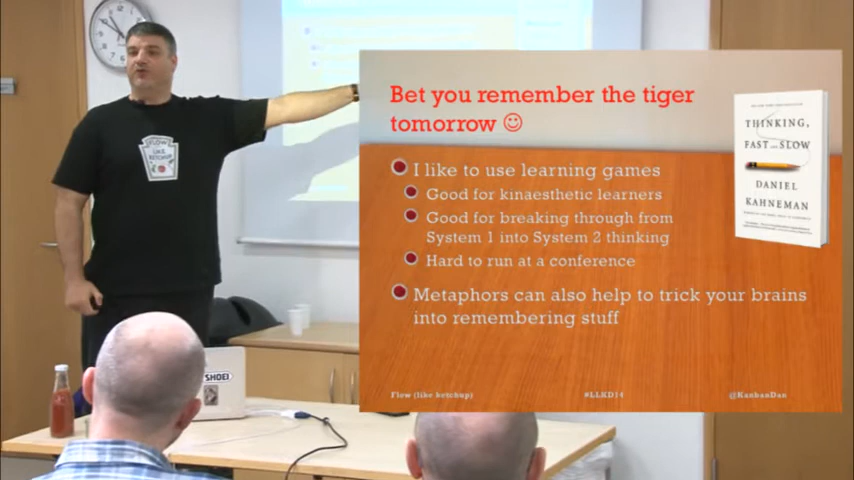 Bet you remember the tiger
tomorrow ☺
I like to use learning games
Good for kinaesthetic learners
Good for breaking through from
System 1 into System 2 thinking
Hard to run at a conference
Metaphors can also help to trick your brains
into remembering stuff
Flow (like ketchup) #LLKD14 @KanbanDan
THINKING,
FAST AND SLOW
DANIEL
KAHNEMAN
KETCHUP
SHOEI